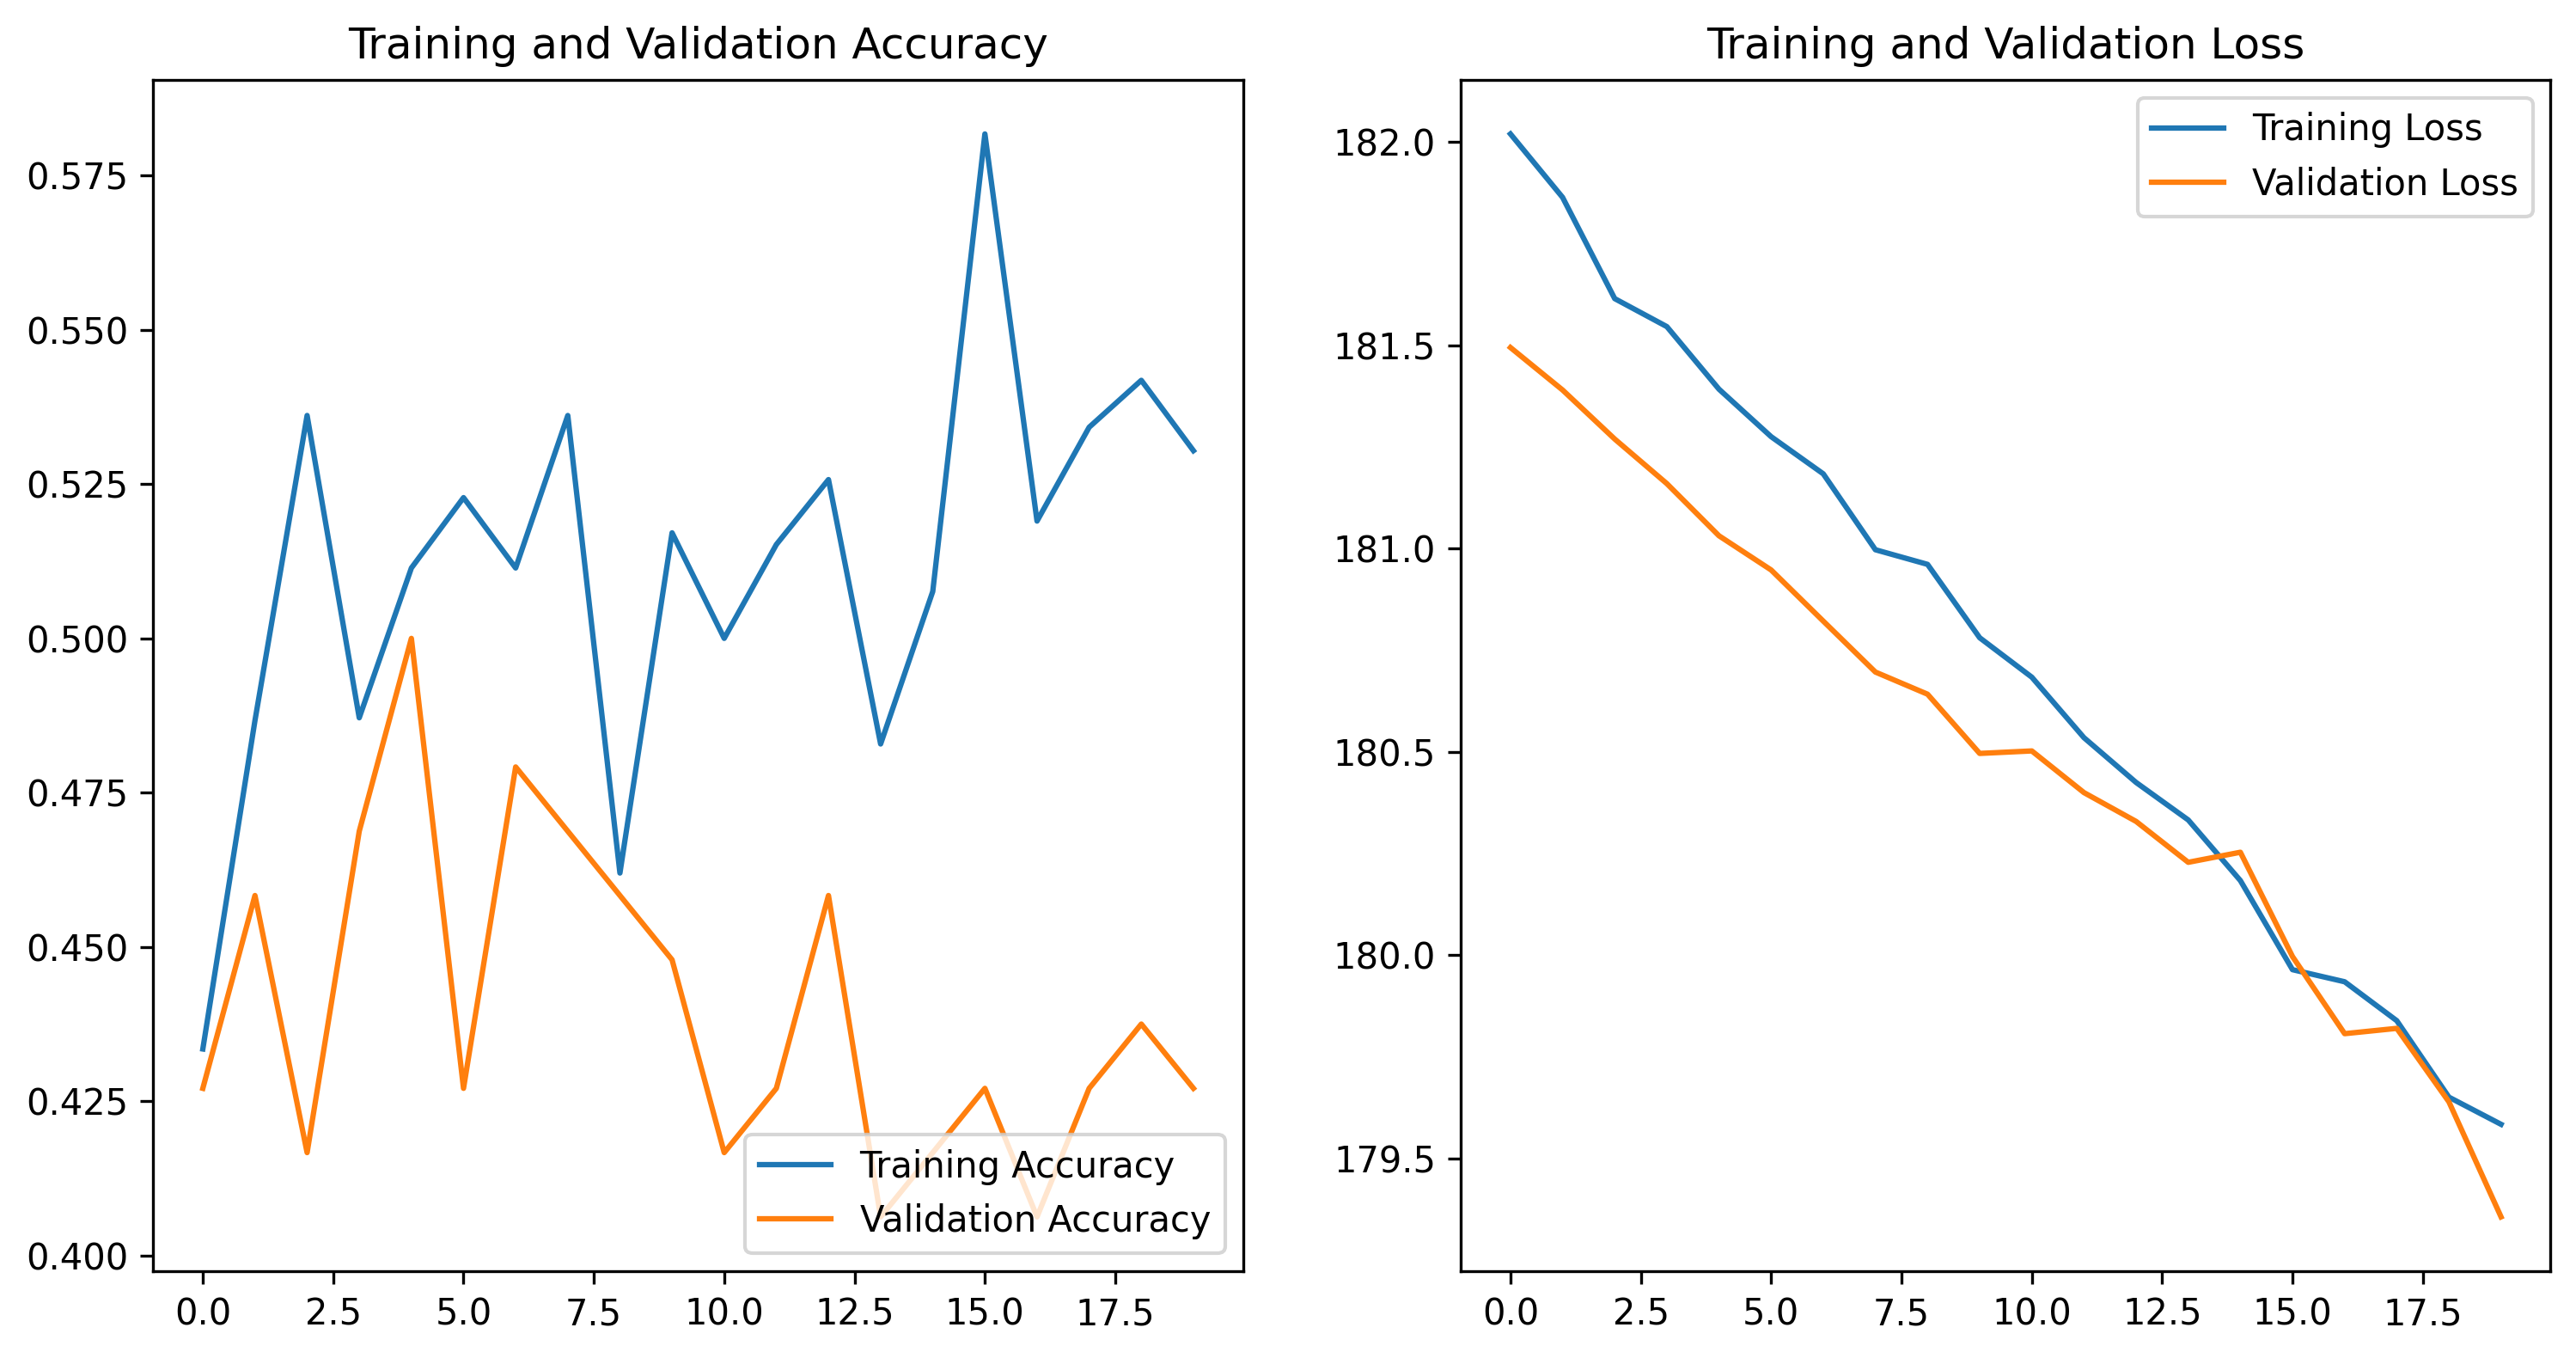 Training and Validation Accuracy
0.575
0.550
0.525
0.500
0.475
0.450
0.425
0.400
0.0 2.5 5.0 7.5 10.0 12.5 15.0 17.5
Training Accuracy
Validation Accuracy
Training and Validation Loss
182.0
181.5
181.0
180.5
180.0
179.5
0.0 2.5 5.0 7.5 10.0 12.5 15.0 17.5
Training Loss
Validation Loss